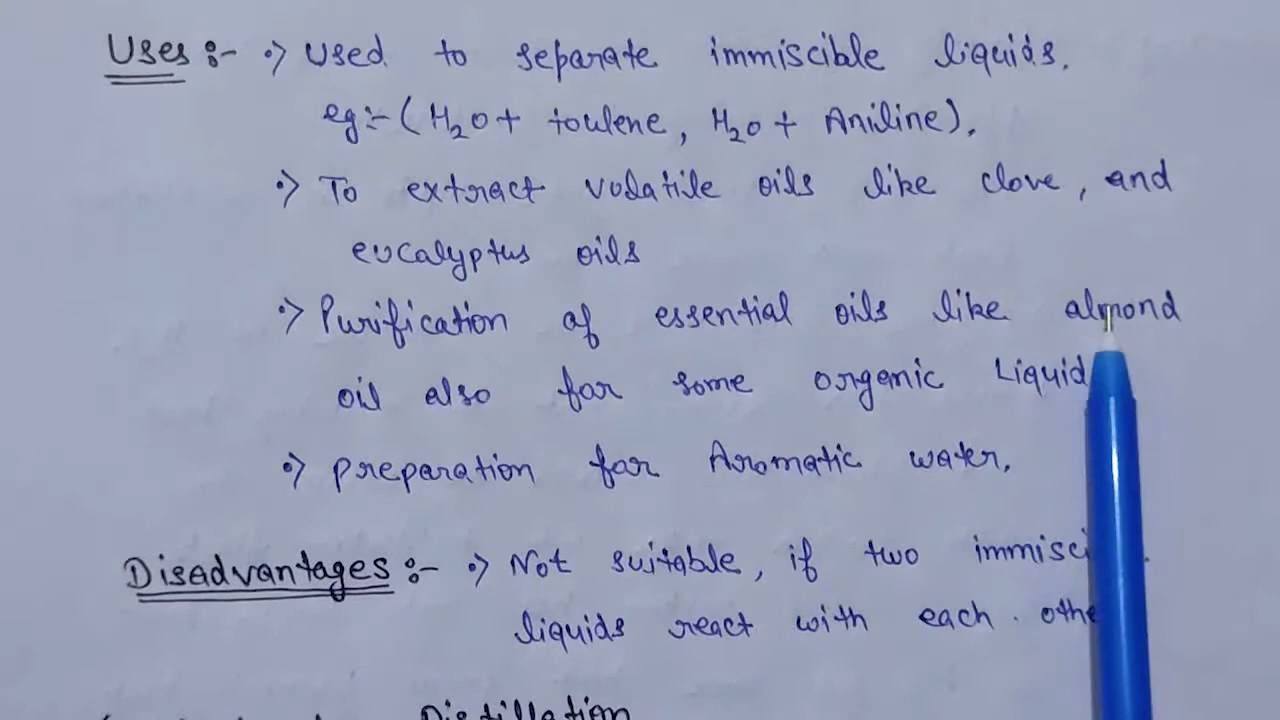 Uses :- •> Used to separate immiscible liquids.
eg:- (H₂O + toulene, H₂O + Aniline).
•> To extract volatile oils like clove, and
eucalyptus oils
•> Purification of essential oils like almond
oil also for some organic Liquid
•> preparation for Aromatic water.
Disadvantages :- •> Not suitable, if two
liquids react with each
Distillation